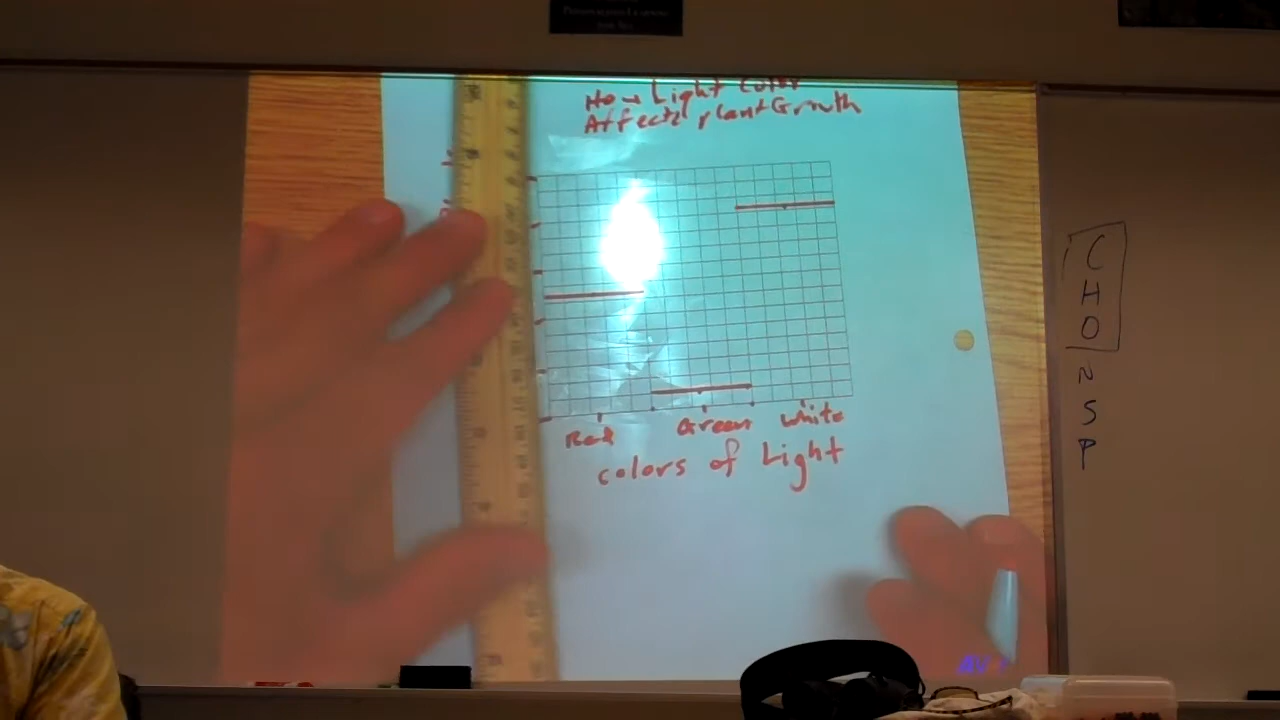 How Light Color
Affects plant Growth
Red Green white
colors of Light
C
H
O
N
S
P